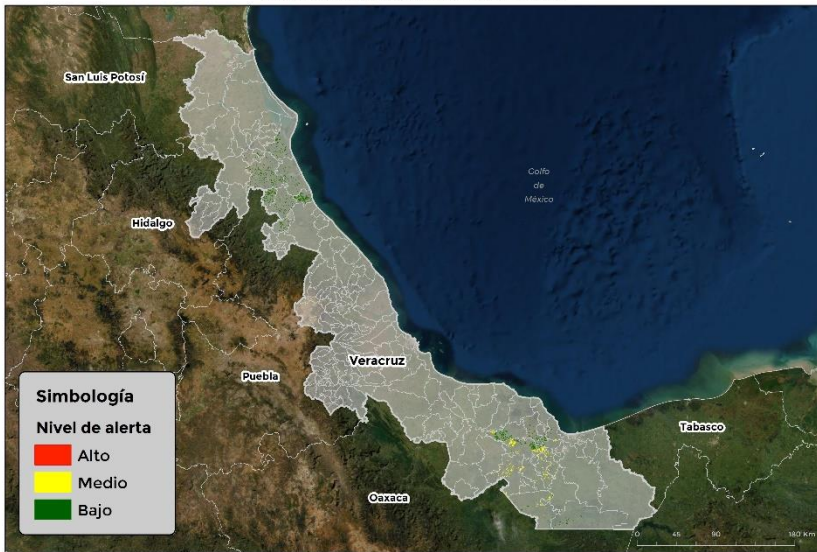 San Luis Potosí
Golfo
de
México
Hidalgo
Veracruz
Puebla
Tabasco
Oaxaca
Simbología
Nivel de alerta
Alto
Medio
Bajo
0 45 90 180 Km